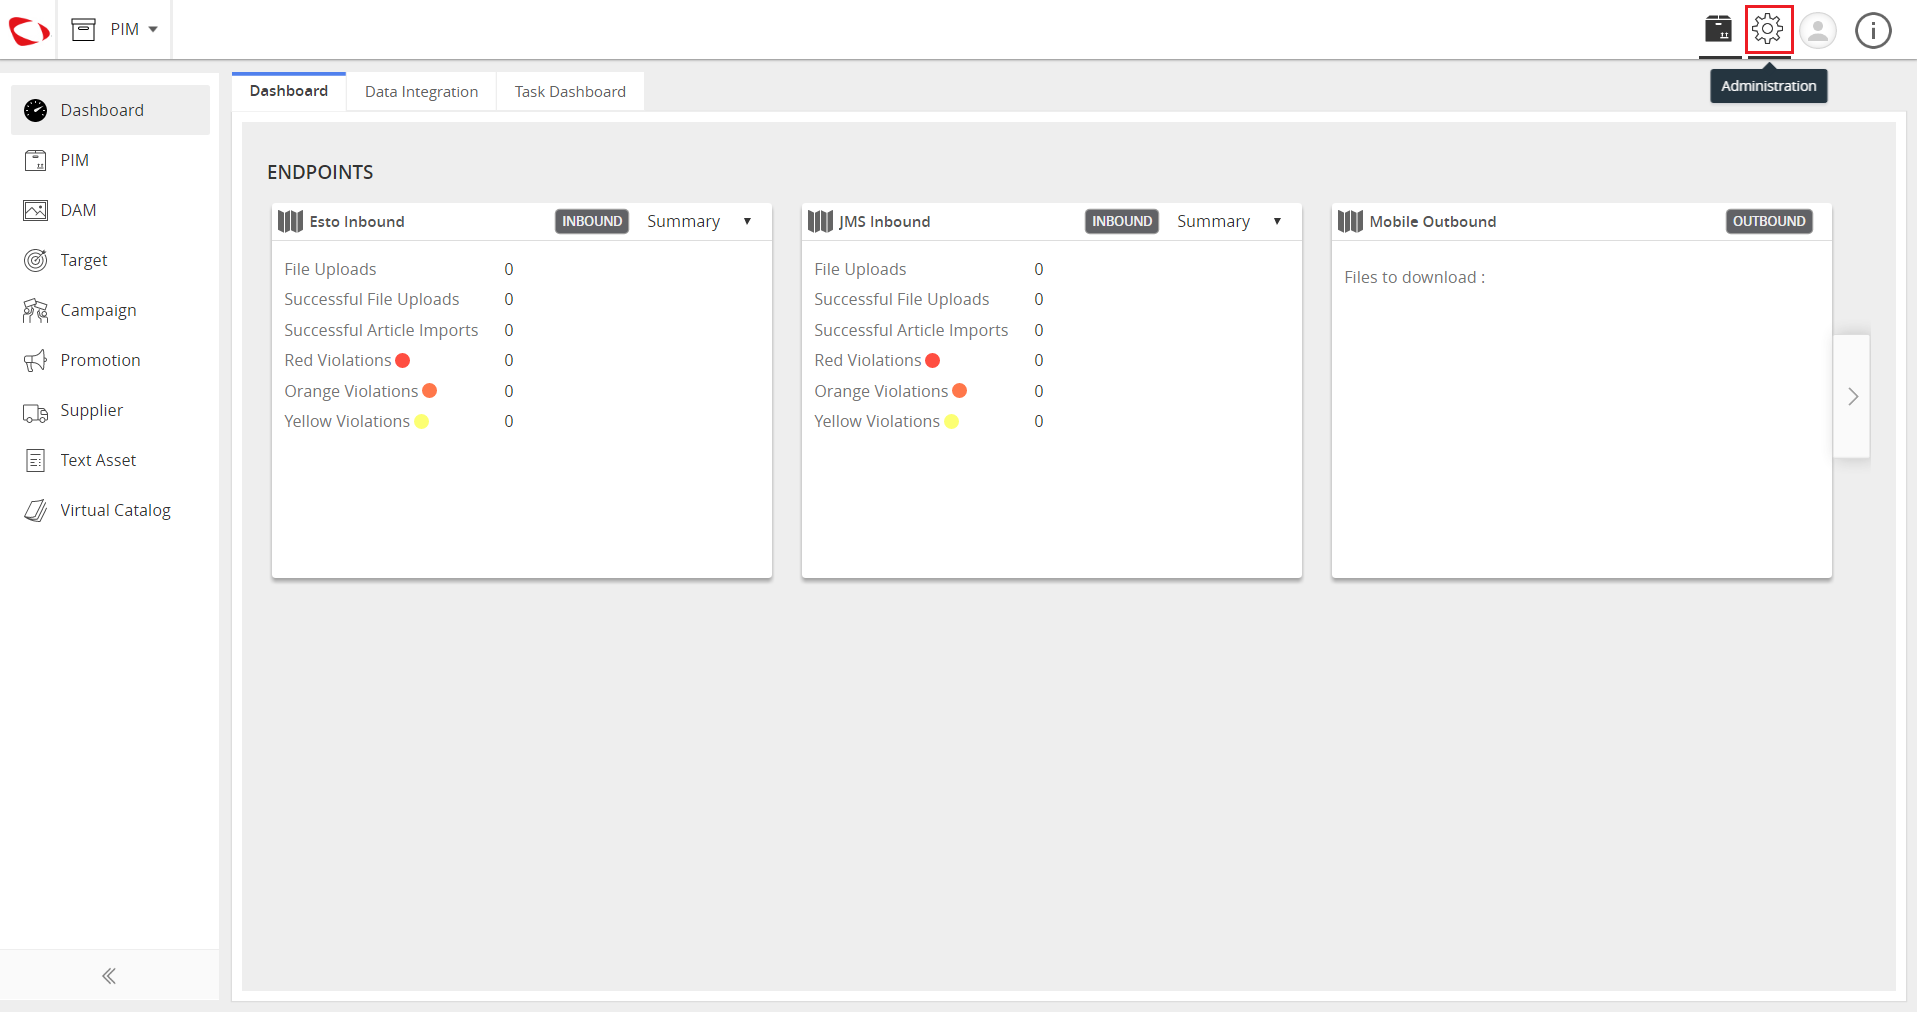 PIM
Administration
Dashboard
PIM
DAM
Target
Campaign
Promotion
Supplier
Text Asset
Virtual Catalog
Dashboard Data Integration Task Dashboard
ENDPOINTS
Esto Inbound INBOUND Summary
File Uploads 0
Successful File Uploads 0
Successful Article Imports 0
Red Violations 0
Orange Violations 0
Yellow Violations 0
JMS Inbound INBOUND Summary
File Uploads 0
Successful File Uploads 0
Successful Article Imports 0
Red Violations 0
Orange Violations 0
Yellow Violations 0
Mobile Outbound OUTBOUND
Files to download :